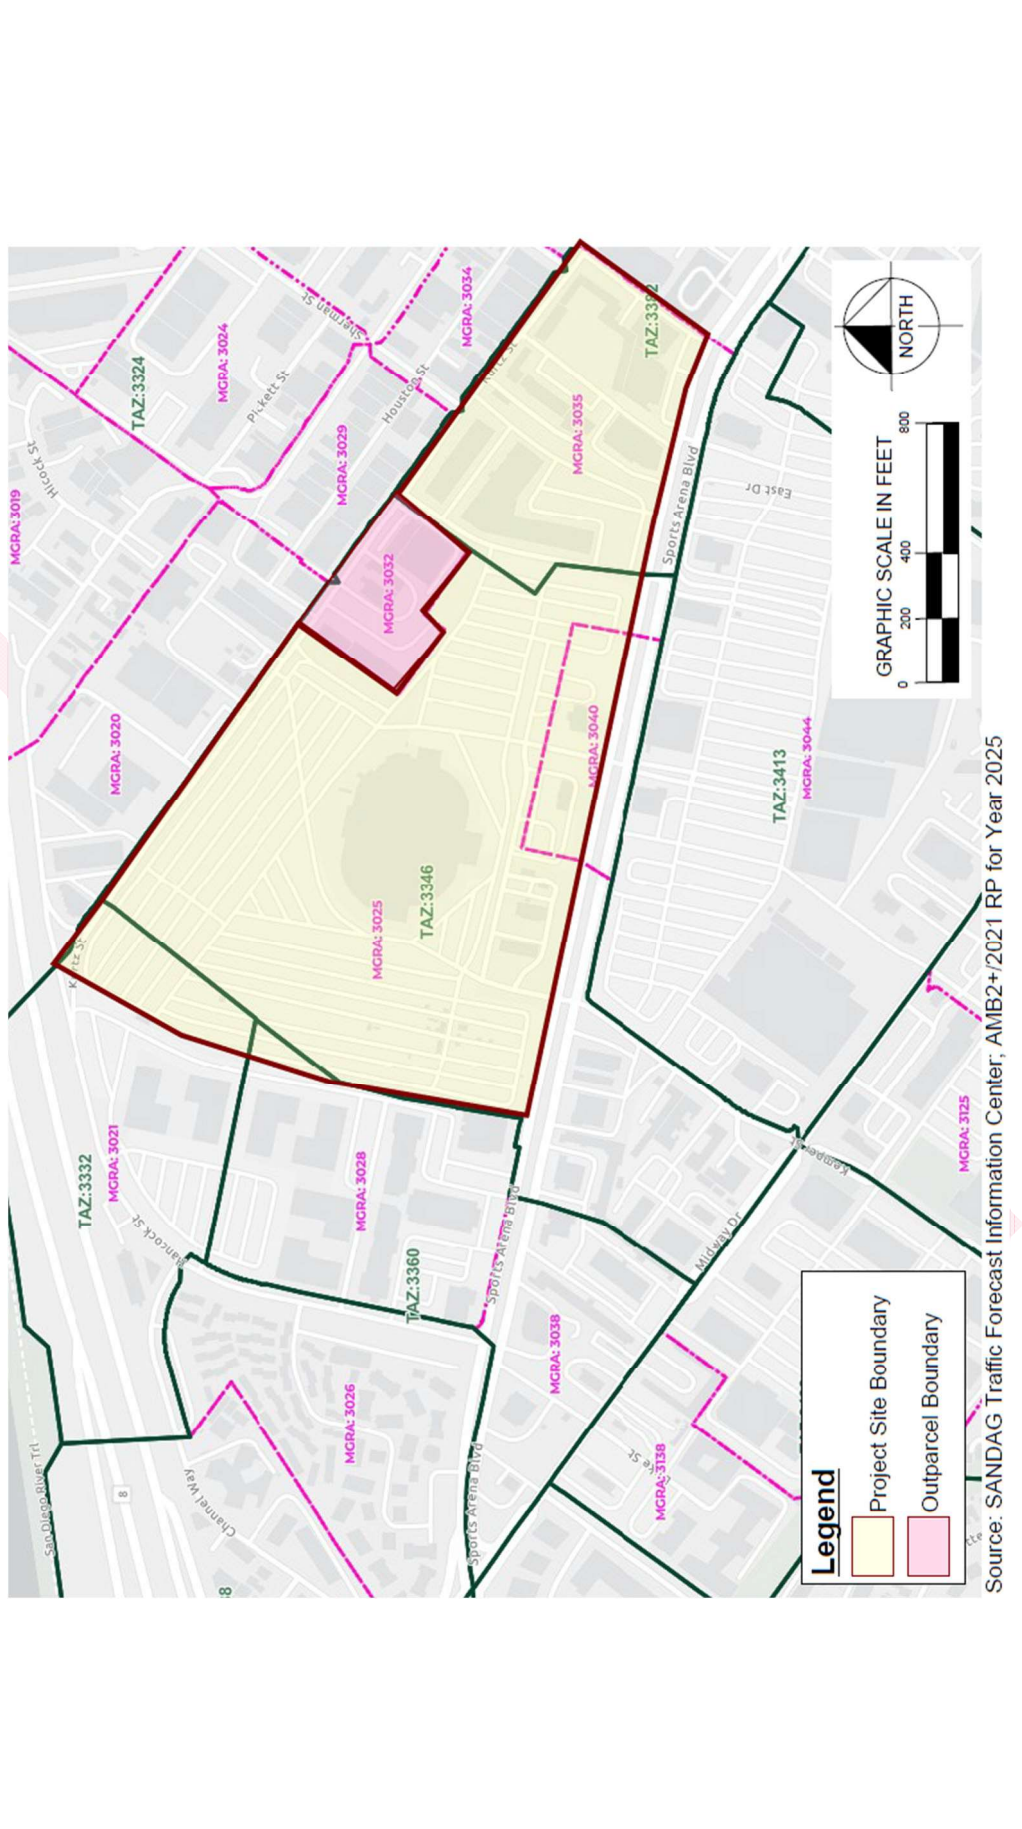 San Diego River Trl
8
Channel Way
Hancock St
TAZ:3332
MGRA: 3021
MGRA: 3020
MGRA: 3019
Hicock St
TAZ:3324
MGRA: 3024
Pickett St
Sherman St
MGRA: 3029
Houston St
MGRA: 3034
Kurtz St
Kurtz St
MGRA: 3026
MGRA: 3028
TAZ:3360
MGRA: 3025
TAZ:3346
MGRA: 3032
MGRA: 3035
TAZ:3382
MGRA: 3040
Sports Arena Blvd
Sports Arena Blvd
Sports Arena Blvd
East Dr
MGRA: 3038
Midway Dr
Kemper St
TAZ:3413
MGRA: 3044
MGRA: 3138
MGRA: 3125
Legend
Project Site Boundary
Outparcel Boundary
NORTH
GRAPHIC SCALE IN FEET
0 200 400 800
Source: SANDAG Traffic Forecast Information Center; AMB2+/2021 RP for Year 2025